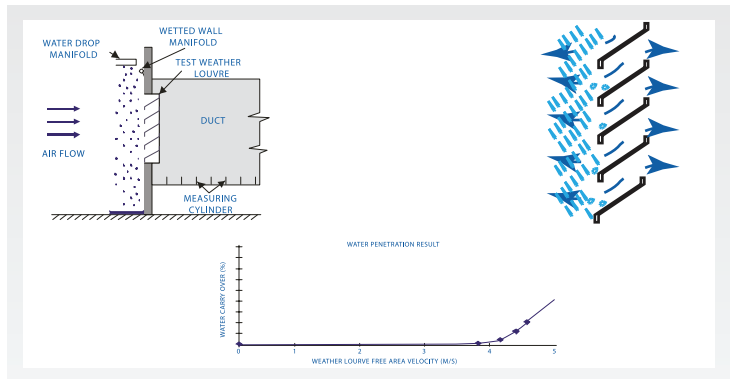 WATER DROP
MANIFOLD
WETTED WALL
MANIFOLD
TEST WEATHER
LOUVRE
DUCT
AIR FLOW
MEASURING
CYLINDER
WATER PENETRATION RESULT
WATER CARRY OVER (%)
0 1 2 3 4 5
WEATHER LOURVE FREE AREA VELOCITY (M/S)